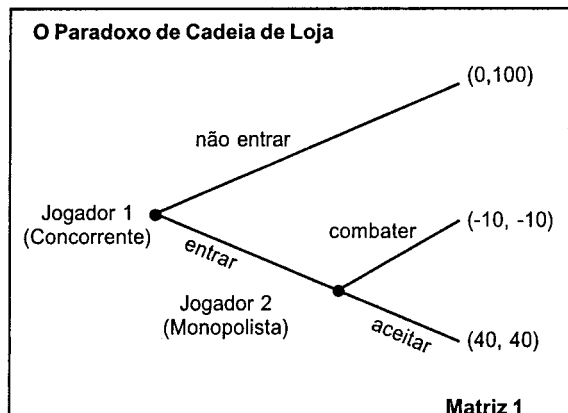 O Paradoxo de Cadeia de Loja
(0,100)
não entrar
Jogador 1
(Concorrente)
combater
(-10, -10)
entrar
Jogador 2
(Monopolista)
aceitar
(40, 40)
Matriz 1